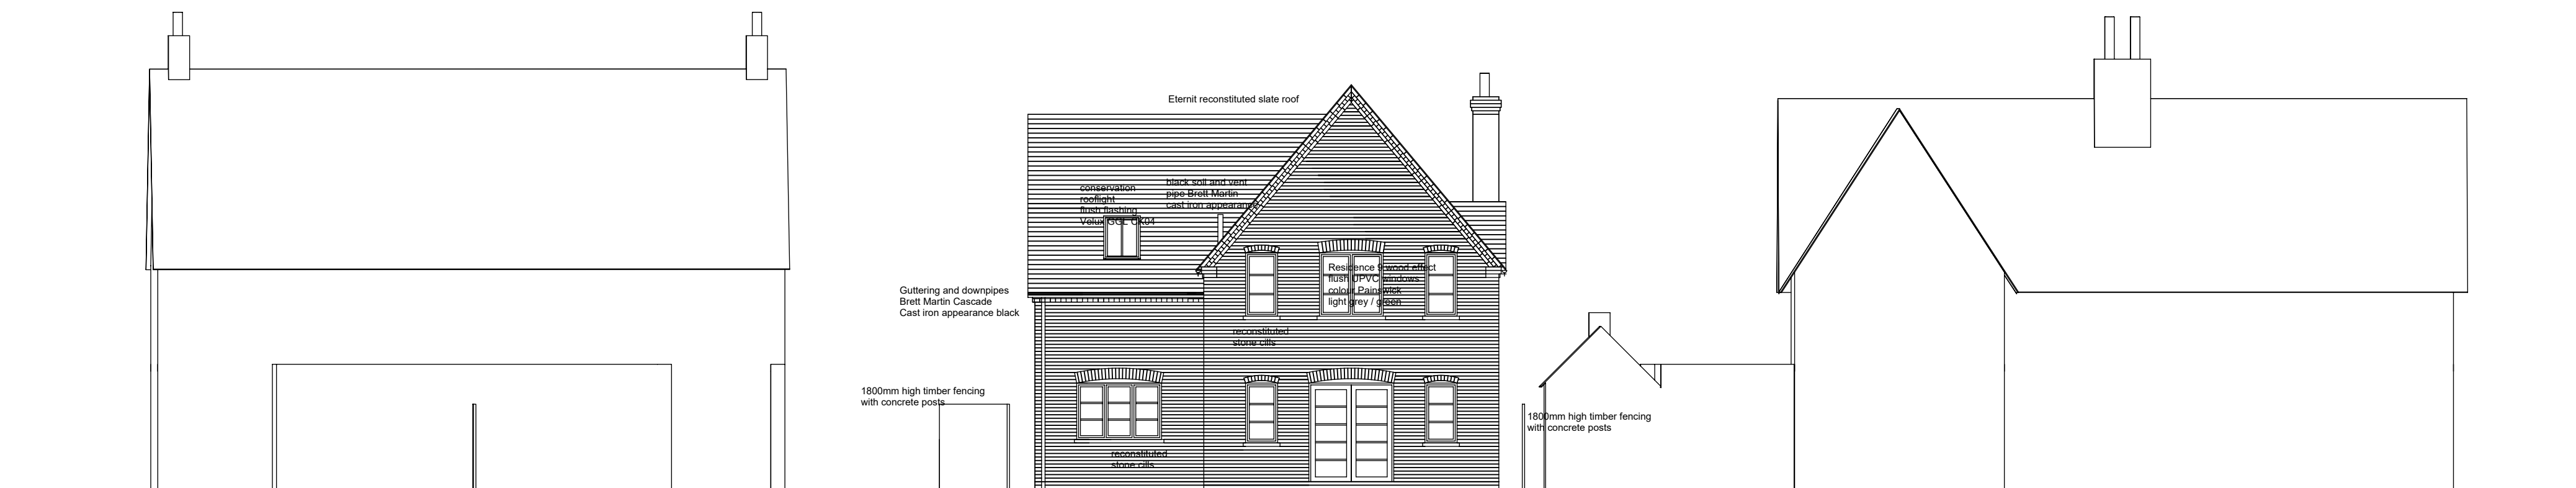 Eternit reconstituted slate roof
conservation
rooflight
flush flashing
Velux GGL CK04
black soil and vent
pipe Brett Martin
cast iron appearance
Residence 9 wood effect
flush UPVC windows
colour Painswick
light grey / green
Guttering and downpipes
Brett Martin Cascade
Cast iron appearance black
reconstituted
stone cills
1800mm high timber fencing
with concrete posts
1800mm high timber fencing
with concrete posts
reconstituted
stone cills